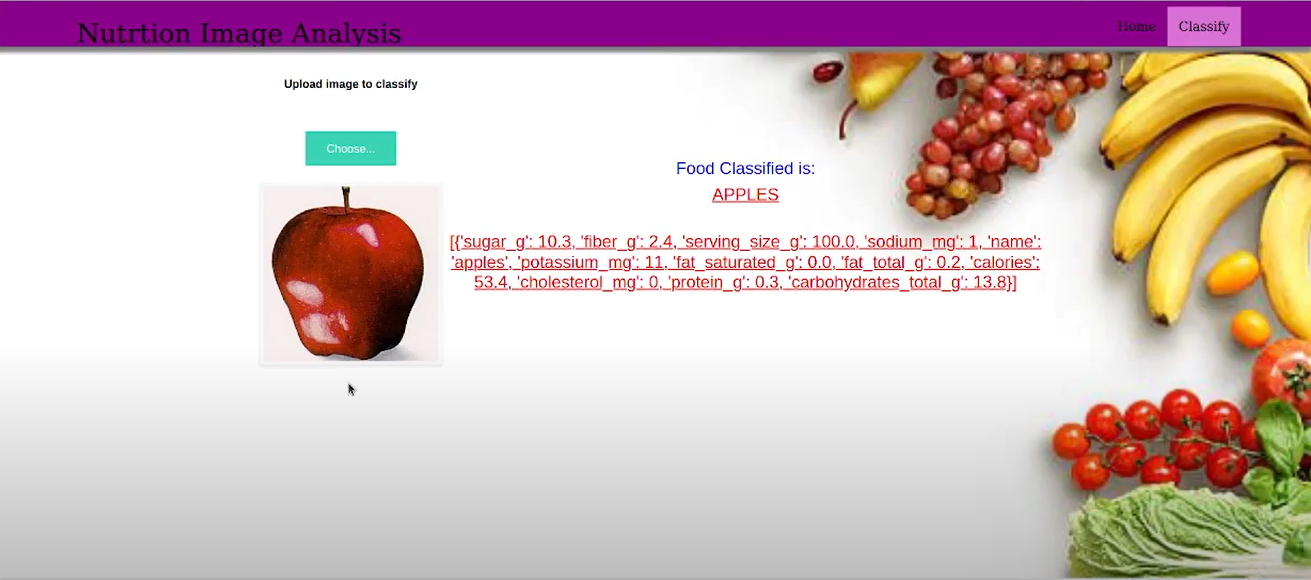 Nutrtion Image Analysis
Home
Classify
Upload image to classify
Choose...
Food Classified is:
APPLES
[{'sugar_g': 10.3, 'fiber_g': 2.4, 'serving_size_g': 100.0, 'sodium_mg': 1, 'name':
'apples', 'potassium_mg': 11, 'fat_saturated_g': 0.0, 'fat_total_g': 0.2, 'calories':
53.4, 'cholesterol_mg': 0, 'protein_g': 0.3, 'carbohydrates_total_g': 13.8}]